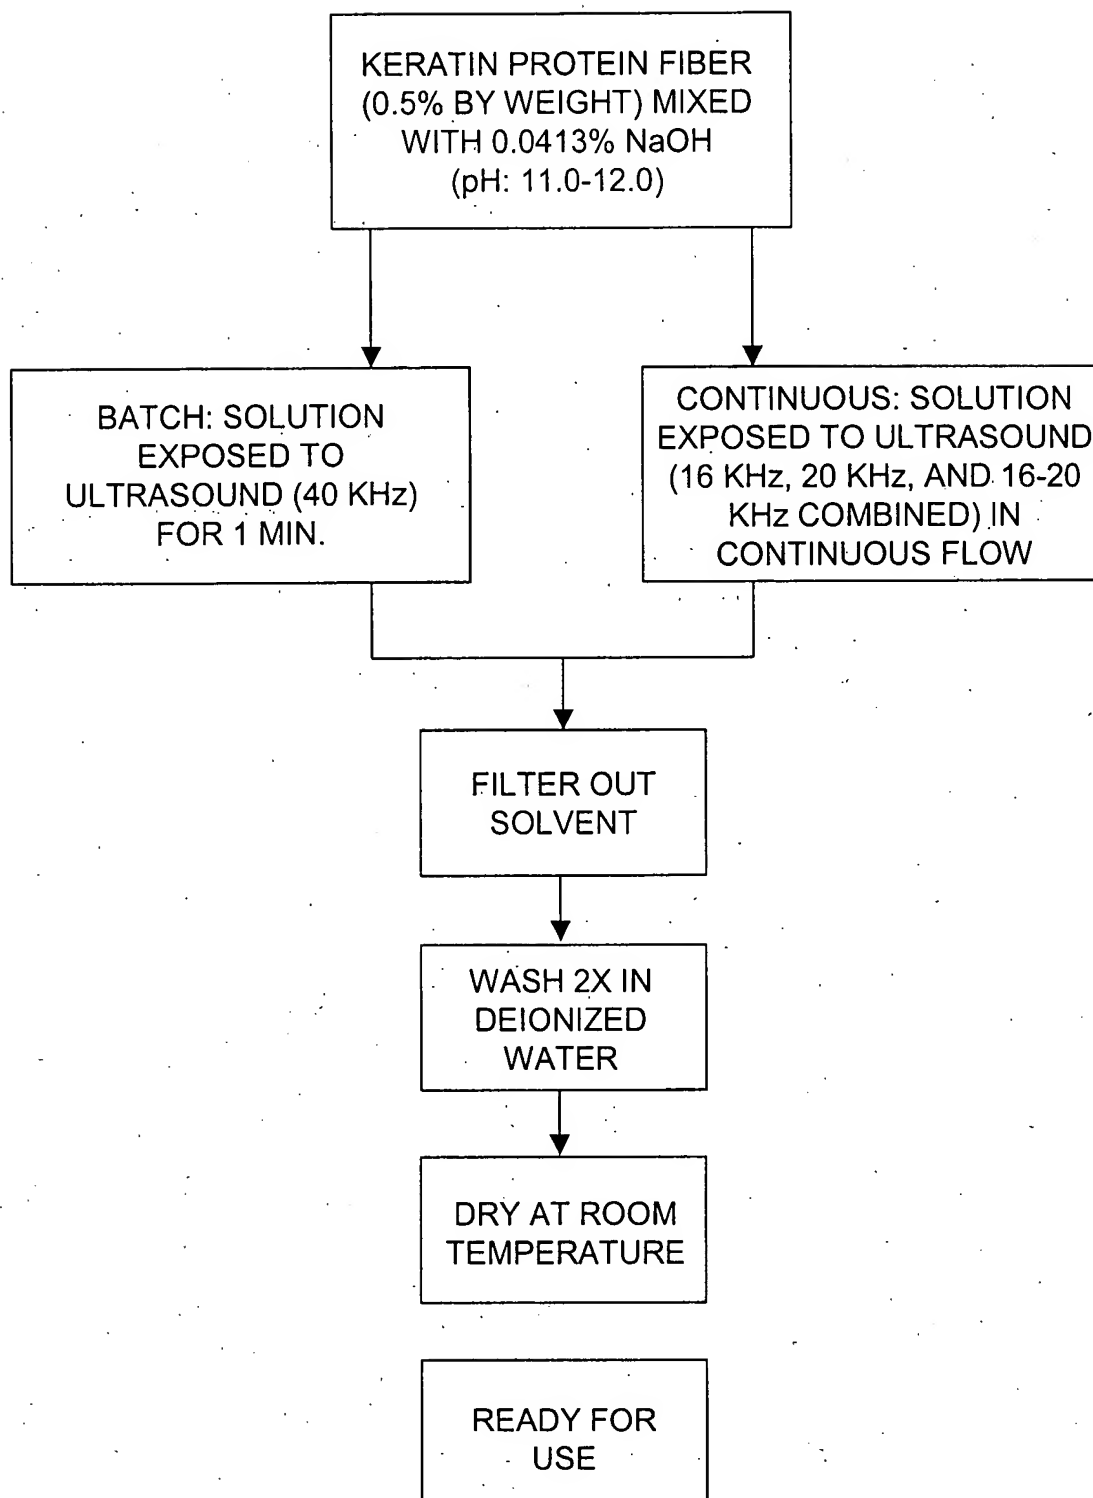 KERATIN PROTEIN FIBER
(0.5% BY WEIGHT) MIXED
WITH 0.0413% NaOH
(pH: 11.0-12.0)
BATCH: SOLUTION
EXPOSED TO
ULTRASOUND (40 KHz)
FOR 1 MIN.
CONTINUOUS: SOLUTION
EXPOSED TO ULTRASOUND
(16 KHz, 20 KHz, AND 16-20
KHz COMBINED) IN
CONTINUOUS FLOW
FILTER OUT
SOLVENT
WASH 2X IN
DEIONIZED
WATER
DRY AT ROOM
TEMPERATURE
READY FOR
USE